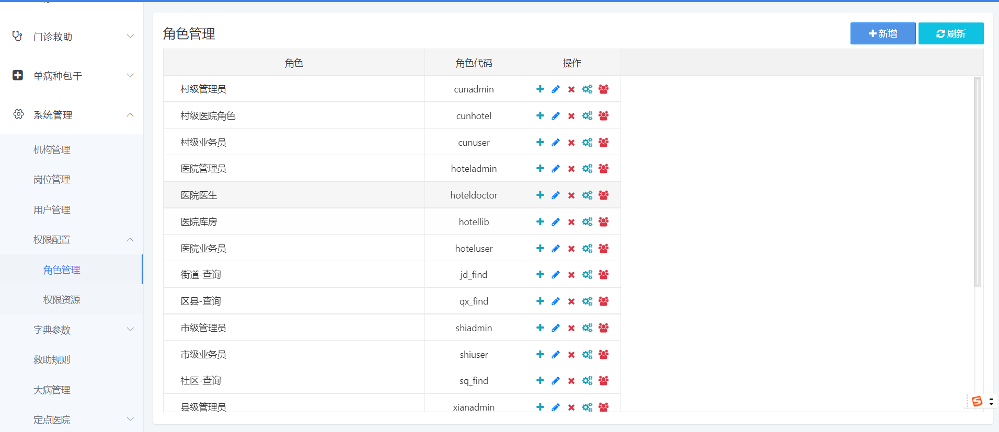 门诊救助
单病种包干
系统管理
机构管理
岗位管理
用户管理
权限配置
角色管理
权限资源
字典参数
救助规则
大病管理
定点医院
角色管理
新增 刷新
角色 角色代码 操作
村级管理员 cunadmin
村级医院角色 cunhotel
村级业务员 cunuser
医院管理员 hoteladmin
医院医生 hoteldoctor
医院库房 hotellib
医院业务员 hoteluser
街道-查询 jd_find
区县-查询 qx_find
市级管理员 shiadmin
市级业务员 shiuser
社区-查询 sq_find
县级管理员 xianadmin